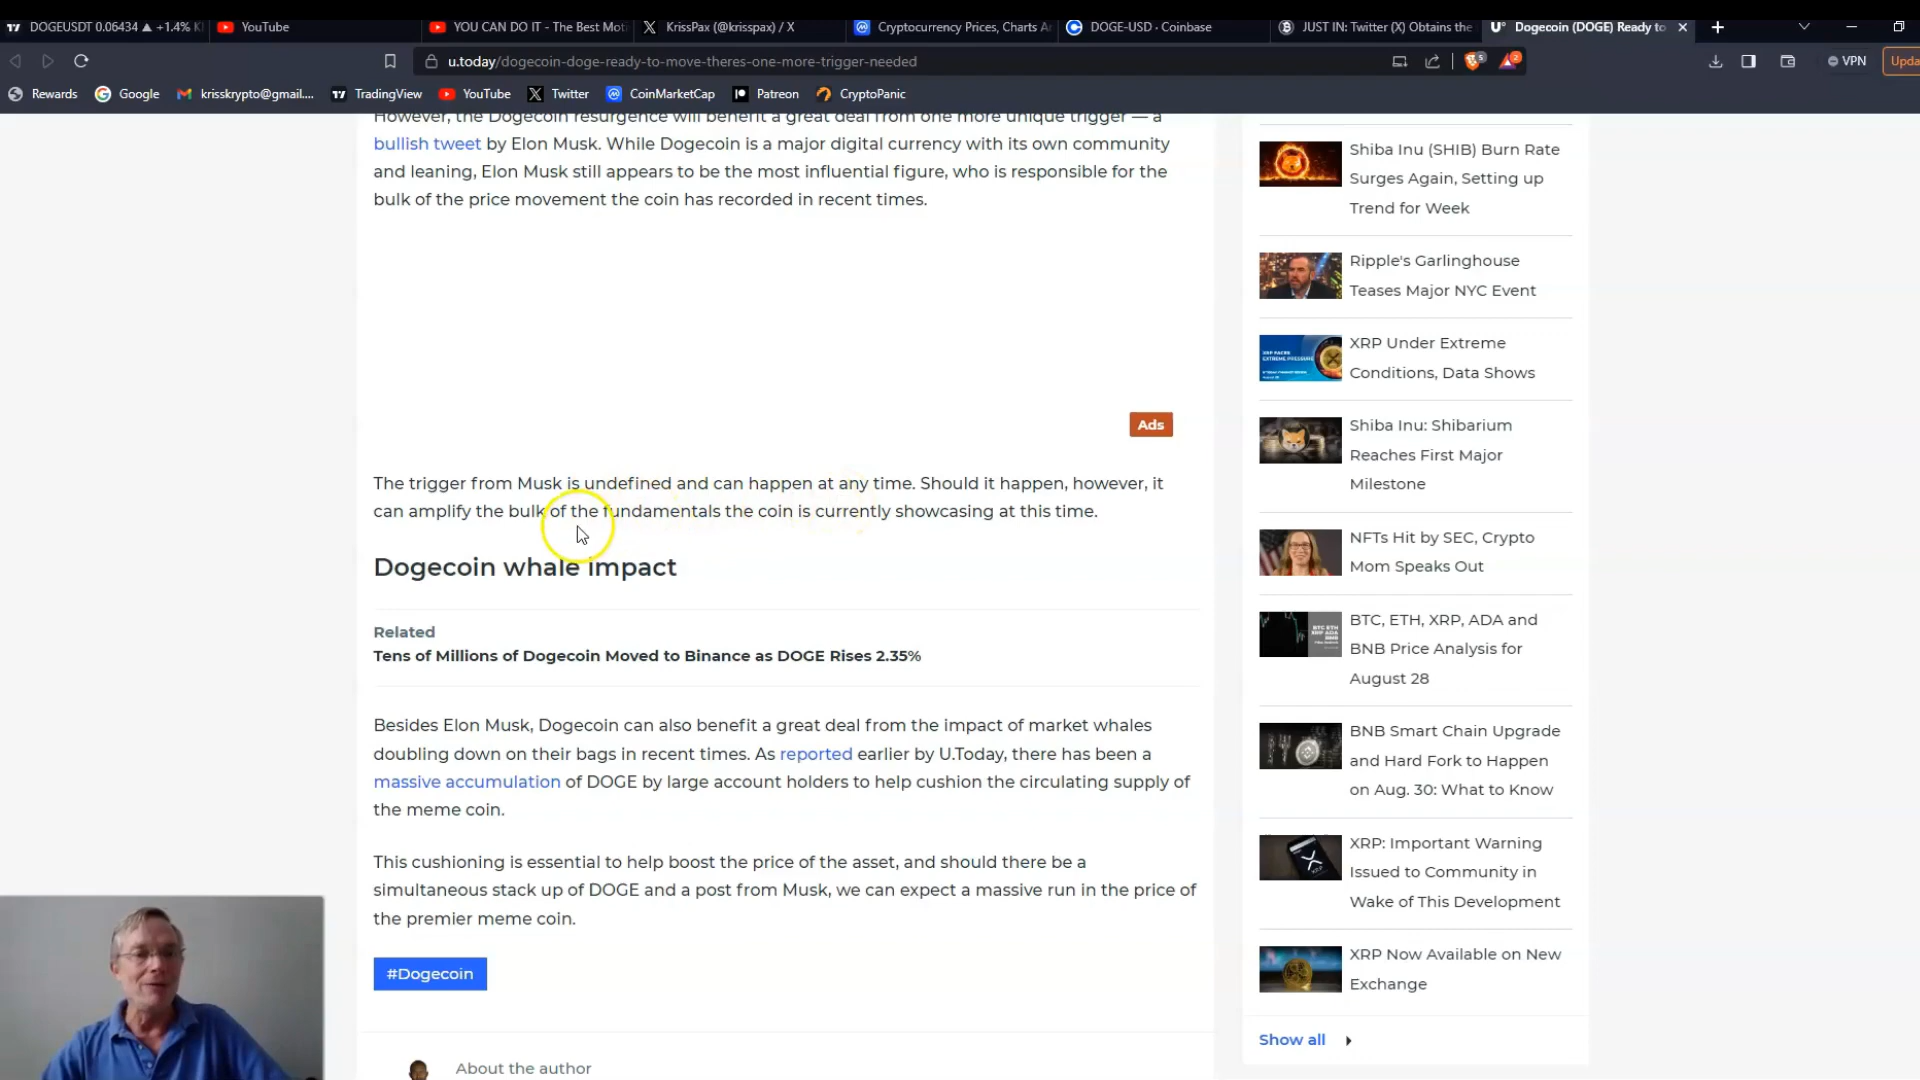 DOGEUSDT 0.06434 ▲ +1.4%
YouTube
YOU CAN DO IT - The Best Mot
KrissPax (@krisspax) / X
Cryptocurrency Prices, Charts A
DOGE-USD · Coinbase
JUST IN: Twitter (X) Obtains the
Dogecoin (DOGE) Ready to
u.today/dogecoin-doge-ready-to-move-theres-one-more-trigger-needed
5
2
VPN
Upda
Rewards
Google
krisskrypto@gmail....
TradingView
YouTube
Twitter
CoinMarketCap
Patreon
CryptoPanic
However, the Dogecoin resurgence will benefit a great deal from one more unique trigger — a
bullish tweet by Elon Musk. While Dogecoin is a major digital currency with its own community
and leaning, Elon Musk still appears to be the most influential figure, who is responsible for the
bulk of the price movement the coin has recorded in recent times.
Ads
The trigger from Musk is undefined and can happen at any time. Should it happen, however, it
can amplify the bulk of the fundamentals the coin is currently showcasing at this time.
Dogecoin whale impact
Related
Tens of Millions of Dogecoin Moved to Binance as DOGE Rises 2.35%
Besides Elon Musk, Dogecoin can also benefit a great deal from the impact of market whales
doubling down on their bags in recent times. As reported earlier by U.Today, there has been a
massive accumulation of DOGE by large account holders to help cushion the circulating supply of
the meme coin.
This cushioning is essential to help boost the price of the asset, and should there be a
simultaneous stack up of DOGE and a post from Musk, we can expect a massive run in the price of
the premier meme coin.
#Dogecoin
About the author
Shiba Inu (SHIB) Burn Rate
Surges Again, Setting up
Trend for Week
Ripple's Garlinghouse
Teases Major NYC Event
XRP Under Extreme
Conditions, Data Shows
Shiba Inu: Shibarium
Reaches First Major
Milestone
NFTs Hit by SEC, Crypto
Mom Speaks Out
BTC, ETH, XRP, ADA and
BNB Price Analysis for
August 28
BNB Smart Chain Upgrade
and Hard Fork to Happen
on Aug. 30: What to Know
XRP: Important Warning
Issued to Community in
Wake of This Development
XRP Now Available on New
Exchange
Show all